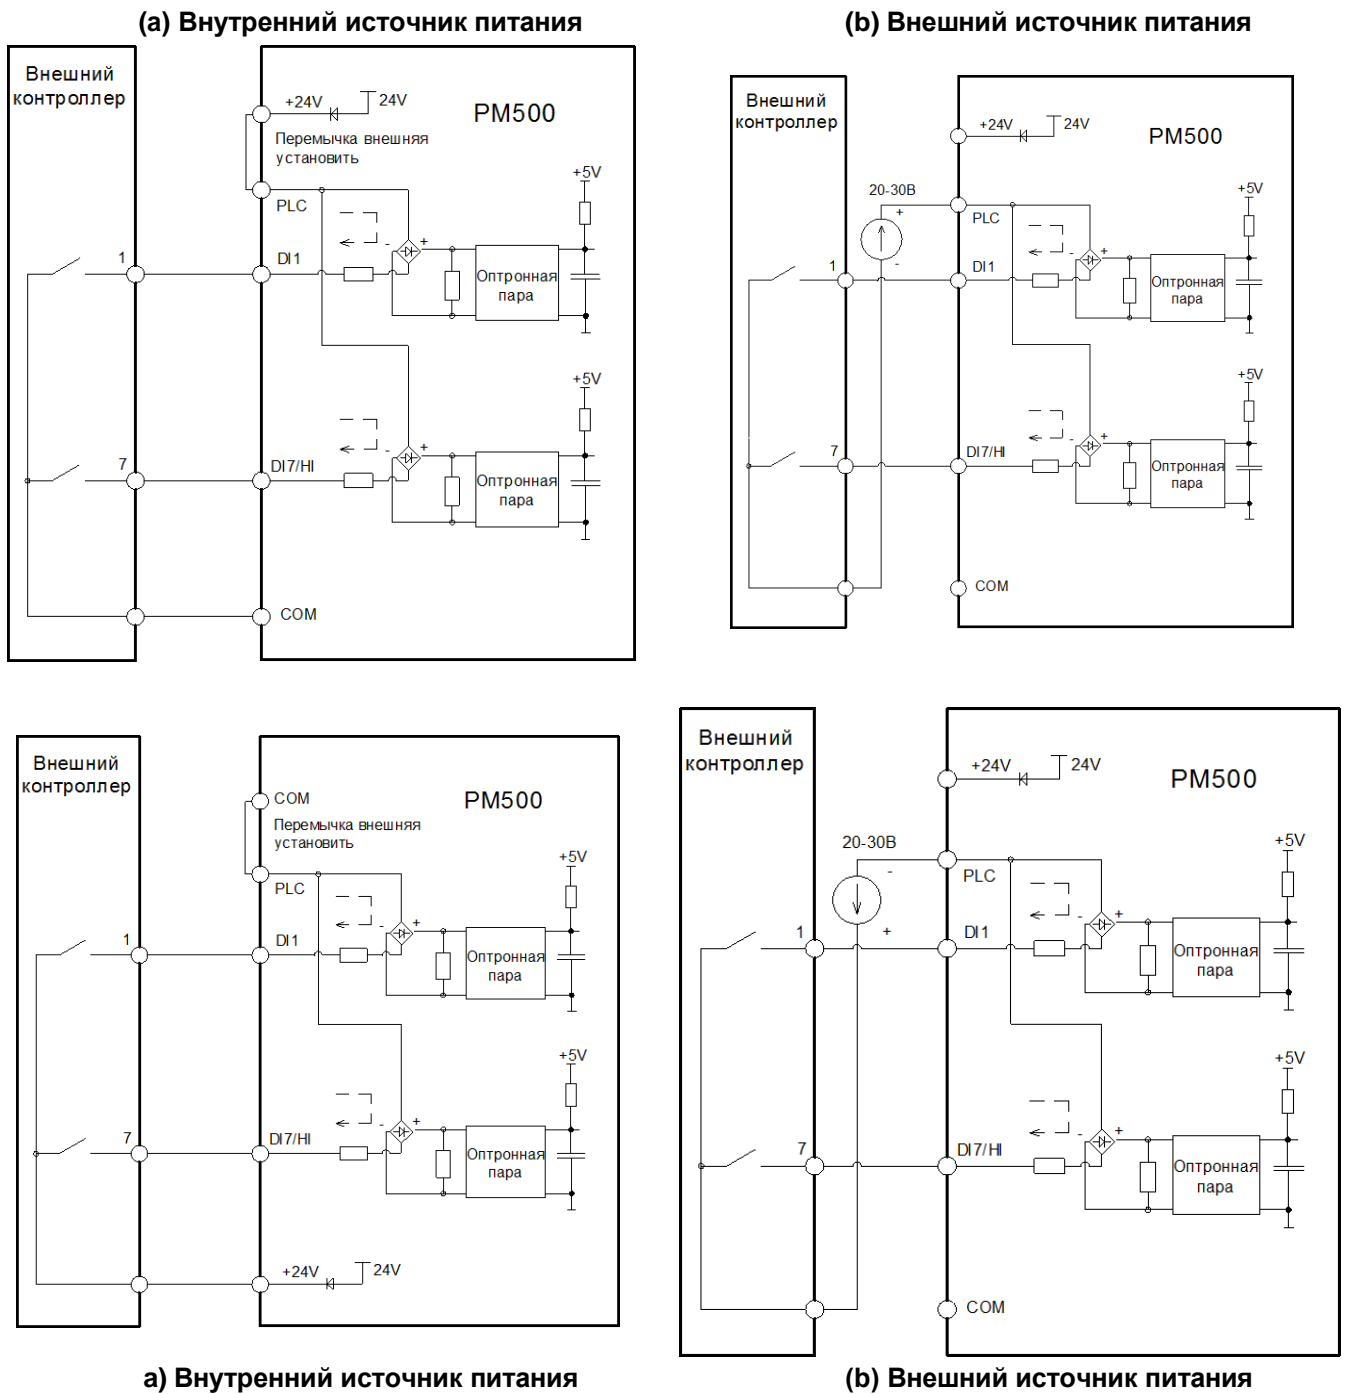 (a) Внутренний источник питания
Внешний
контроллер
+24V
24V
PM500
Перемычка внешняя
установить
PLC
+5V
-
+
1
DI1
Оптронная
пара
+5V
-
+
7
DI7/HI
Оптронная
пара
COM
(b) Внешний источник питания
Внешний
контроллер
+24V
24V
PM500
20-30В
+
PLC
+5V
-
+
-
1
DI1
Оптронная
пара
+5V
-
+
7
DI7/HI
Оптронная
пара
COM
Внешний
контроллер
COM
PM500
Перемычка внешняя
установить
PLC
+5V
-
+
1
DI1
Оптронная
пара
+5V
-
+
7
DI7/HI
Оптронная
пара
+24V
24V
a) Внутренний источник питания
Внешний
контроллер
+24V
24V
PM500
20-30В
-
PLC
+5V
-
+
+
1
DI1
Оптронная
пара
+5V
-
+
7
DI7/HI
Оптронная
пара
COM
(b) Внешний источник питания